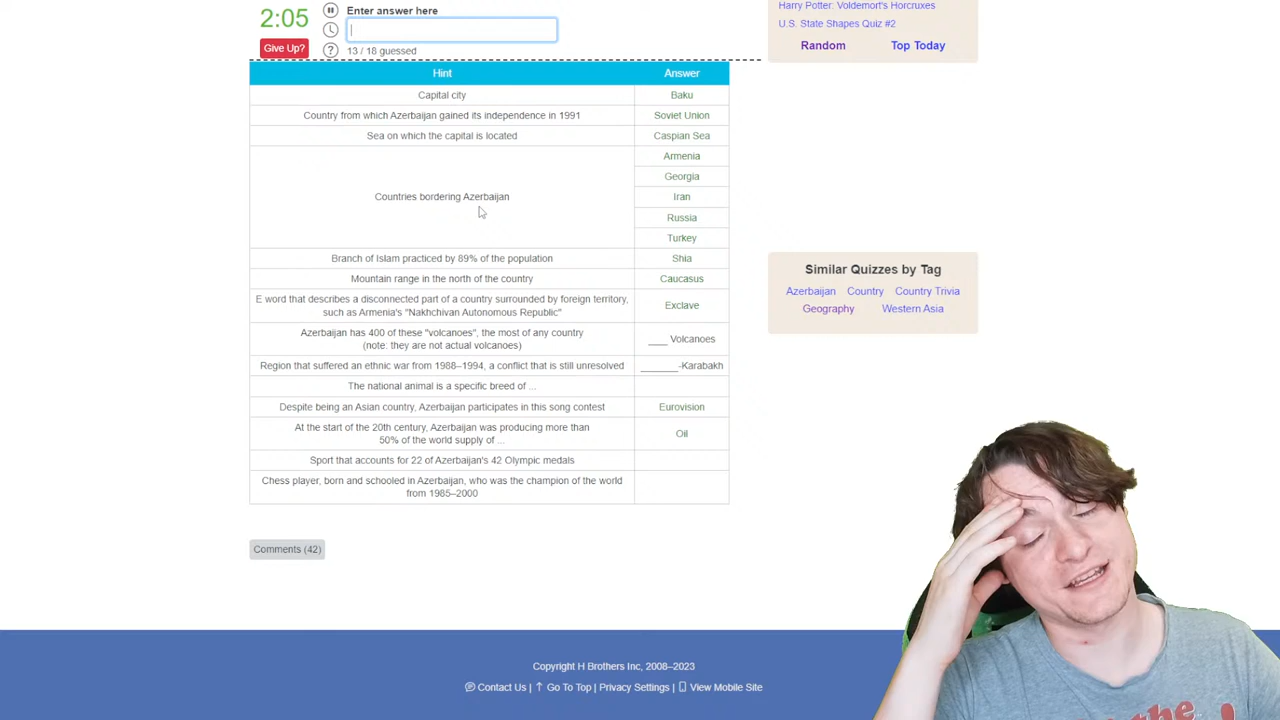 2:05
Give Up?
Enter answer here
13 / 18 guessed
Harry Potter: Voldemort's Horcruxes
U.S. State Shapes Quiz #2
Random Top Today
Hint Answer
Capital city Baku
Country from which Azerbaijan gained its independence in 1991 Soviet Union
Sea on which the capital is located Caspian Sea
Countries bordering Azerbaijan
Armenia
Georgia
Iran
Russia
Turkey
Branch of Islam practiced by 89% of the population Shia
Mountain range in the north of the country Caucasus
E word that describes a disconnected part of a country surrounded by foreign territory,
such as Armenia's "Nakhchivan Autonomous Republic" Exclave
Azerbaijan has 400 of these "volcanoes", the most of any country
(note: they are not actual volcanoes) ____ Volcanoes
Region that suffered an ethnic war from 1988–1994, a conflict that is still unresolved _______-Karabakh
The national animal is a specific breed of ...
Despite being an Asian country, Azerbaijan participates in this song contest Eurovision
At the start of the 20th century, Azerbaijan was producing more than
50% of the world supply of ... Oil
Sport that accounts for 22 of Azerbaijan's 42 Olympic medals
Chess player, born and schooled in Azerbaijan, who was the champion of the world
from 1985–2000
Similar Quizzes by Tag
Azerbaijan Country Country Trivia
Geography Western Asia
Comments (42)
Copyright H Brothers Inc, 2008–2023
Contact Us | Go To Top | Privacy Settings | View Mobile Site